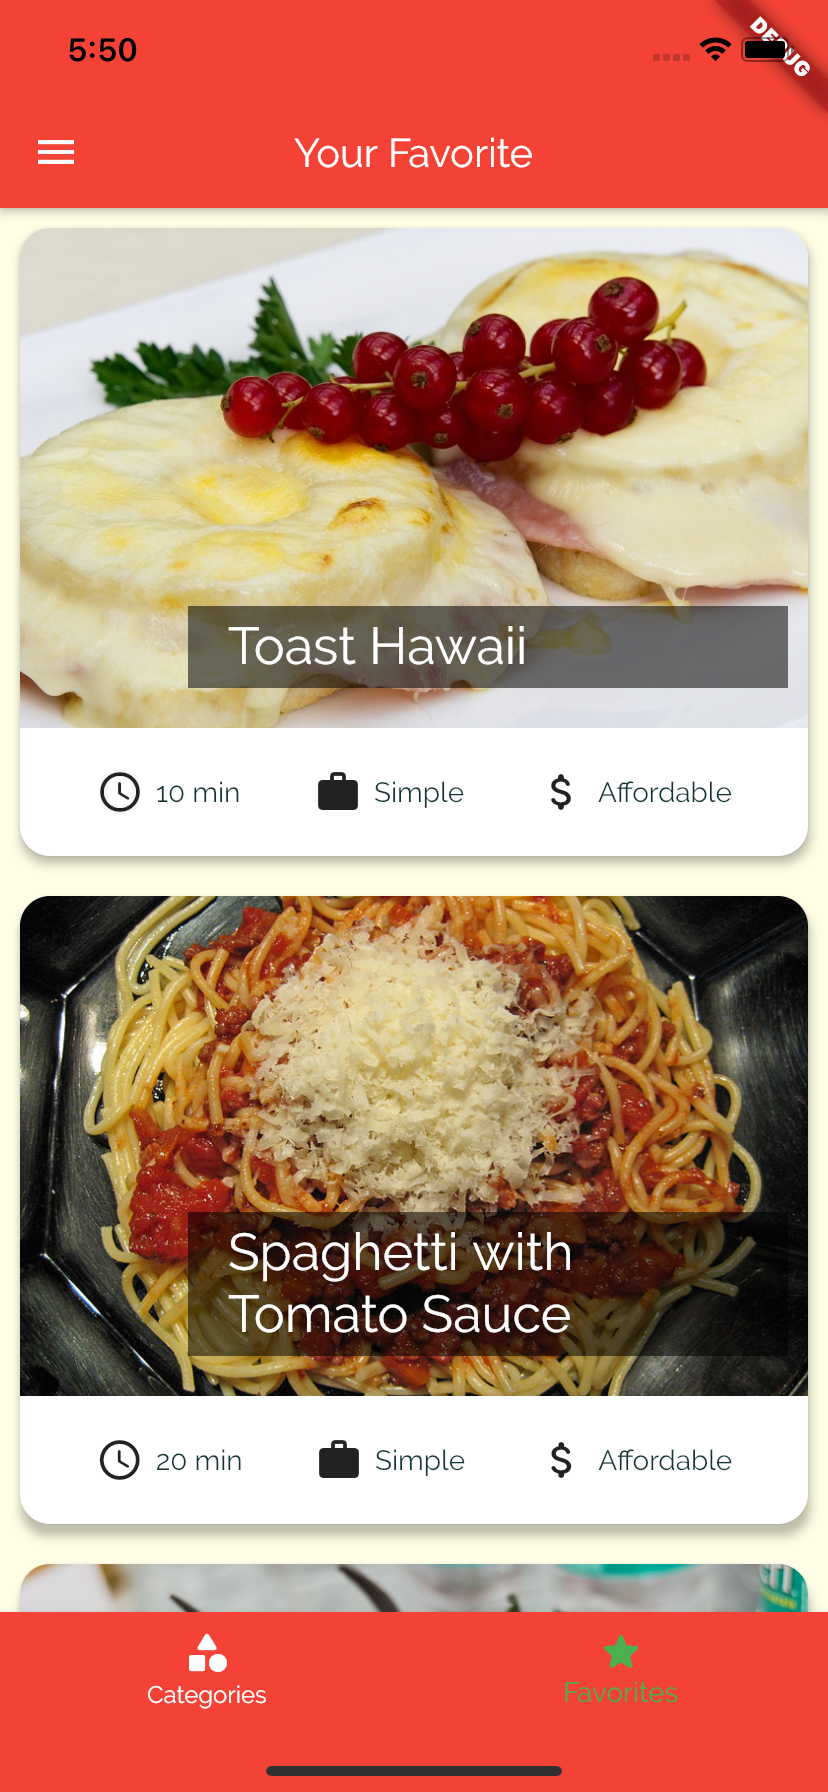 5:50
DEBUG
Your Favorite
Toast Hawaii
10 min
Simple
Affordable
Spaghetti with
Tomato Sauce
20 min
Simple
Affordable
Categories
Favorites